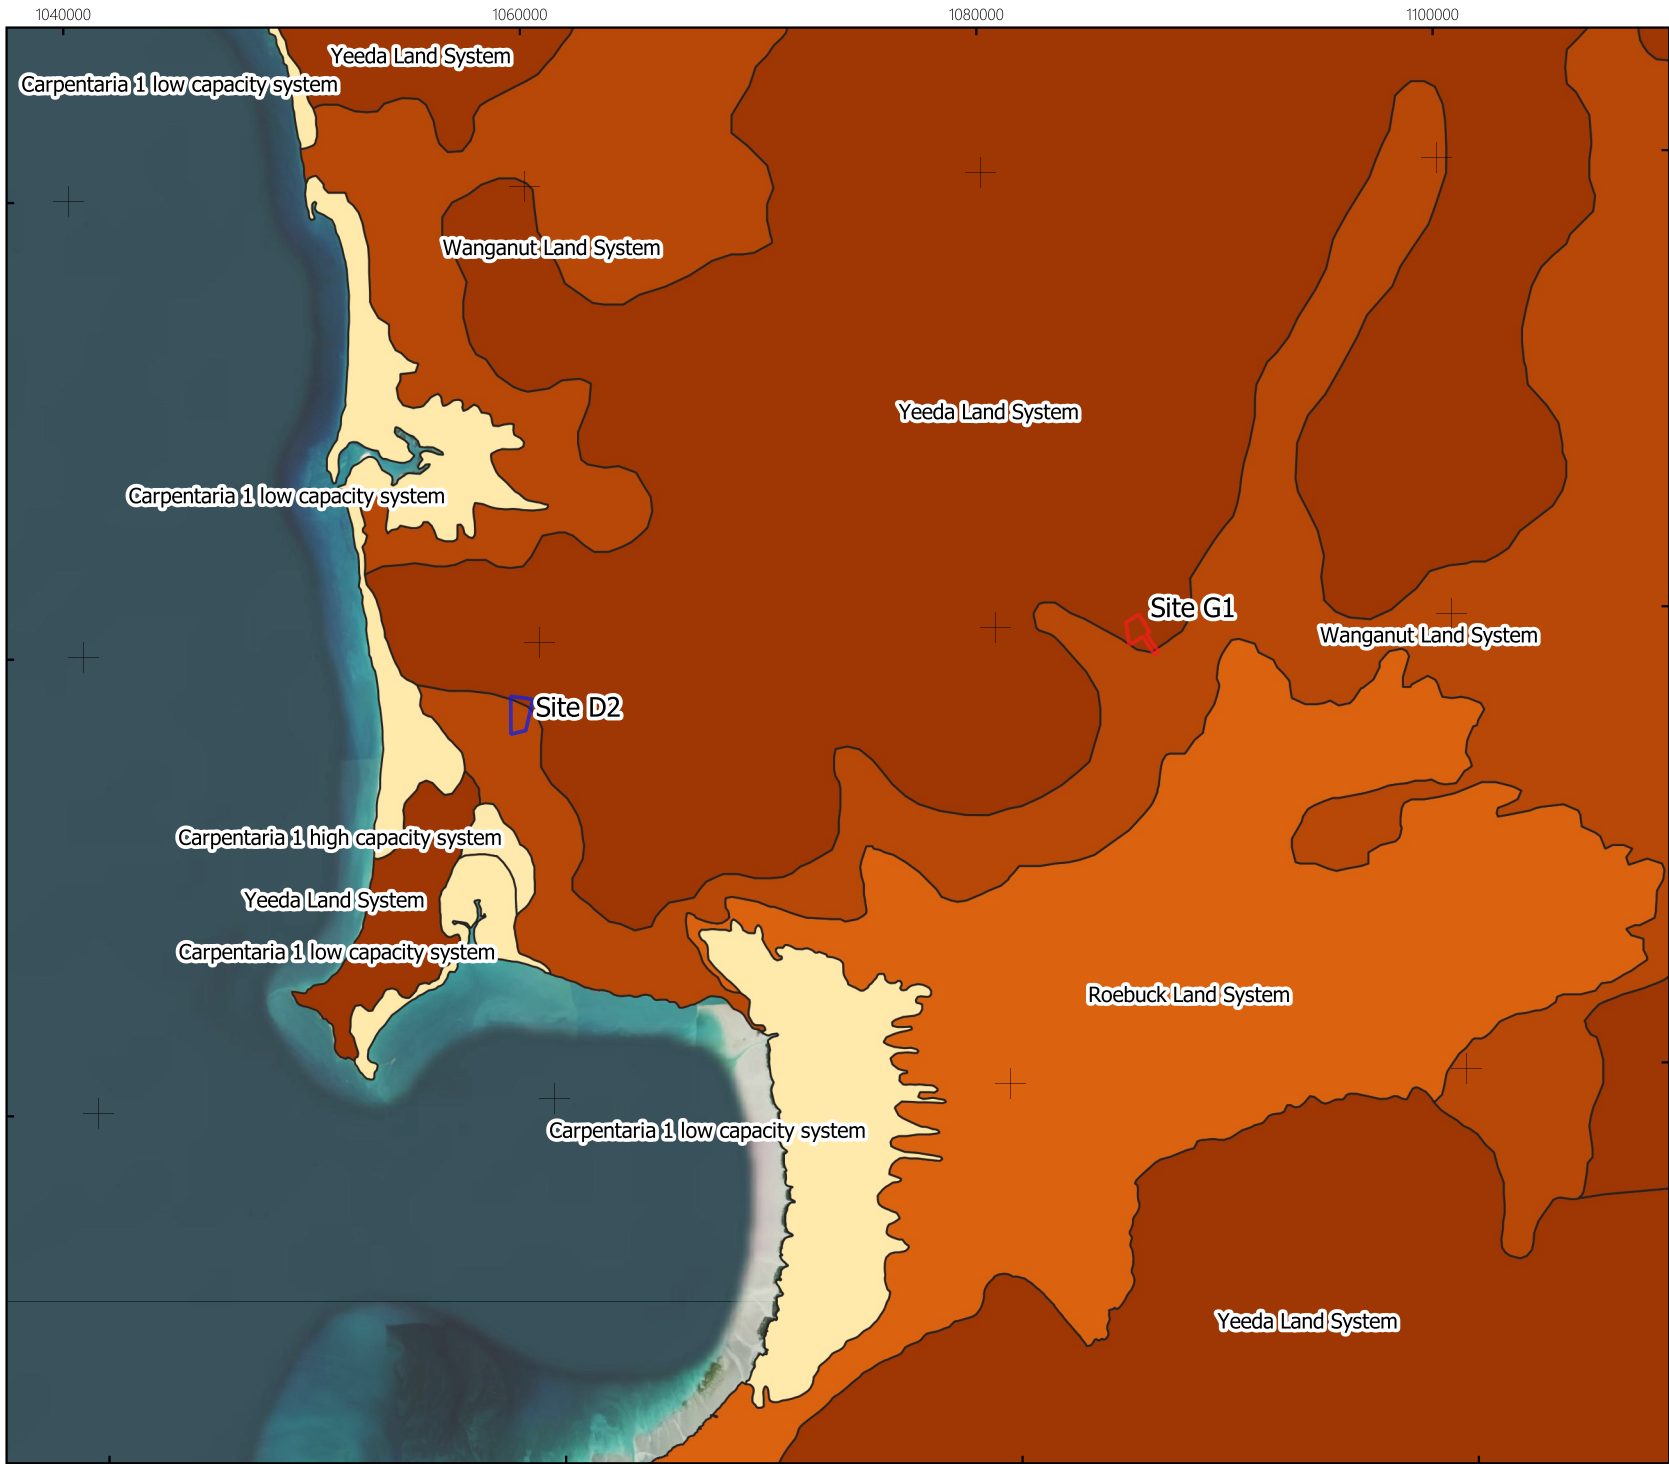 1040000
1060000
1080000
1100000
Yeeda Land System
Carpentaria 1 low capacity system
Wanganut Land System
Yeeda Land System
Carpentaria 1 low capacity system
Site G1
Wanganut Land System
Site D2
Carpentaria 1 high capacity system
Yeeda Land System
Carpentaria 1 low capacity system
Roebuck Land System
Carpentaria 1 low capacity system
Yeeda Land System